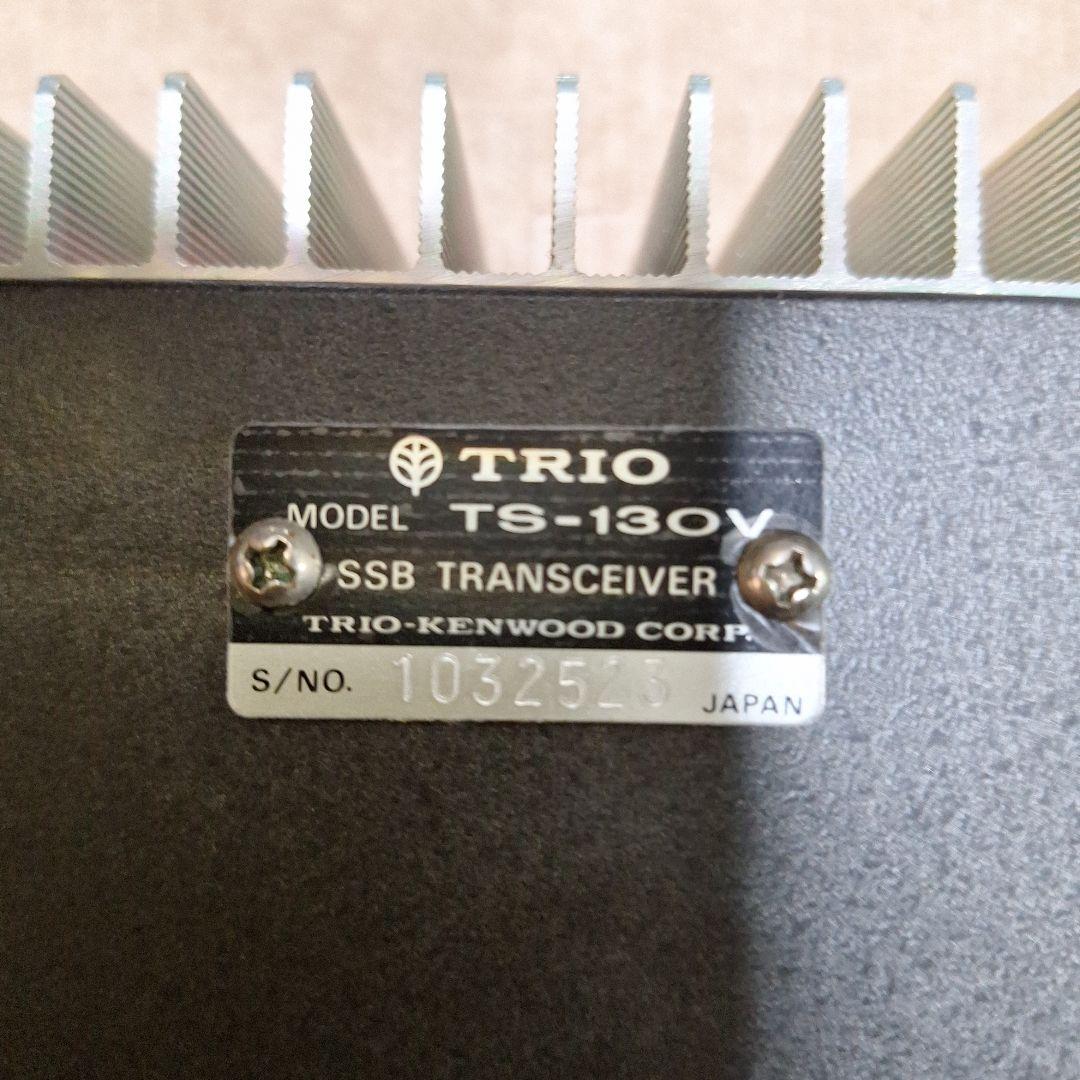 TRIO
MODEL TS-130V
SSB TRANSCEIVER
TRIO-KENWOOD CORP.
S/NO. 1032523 JAPAN